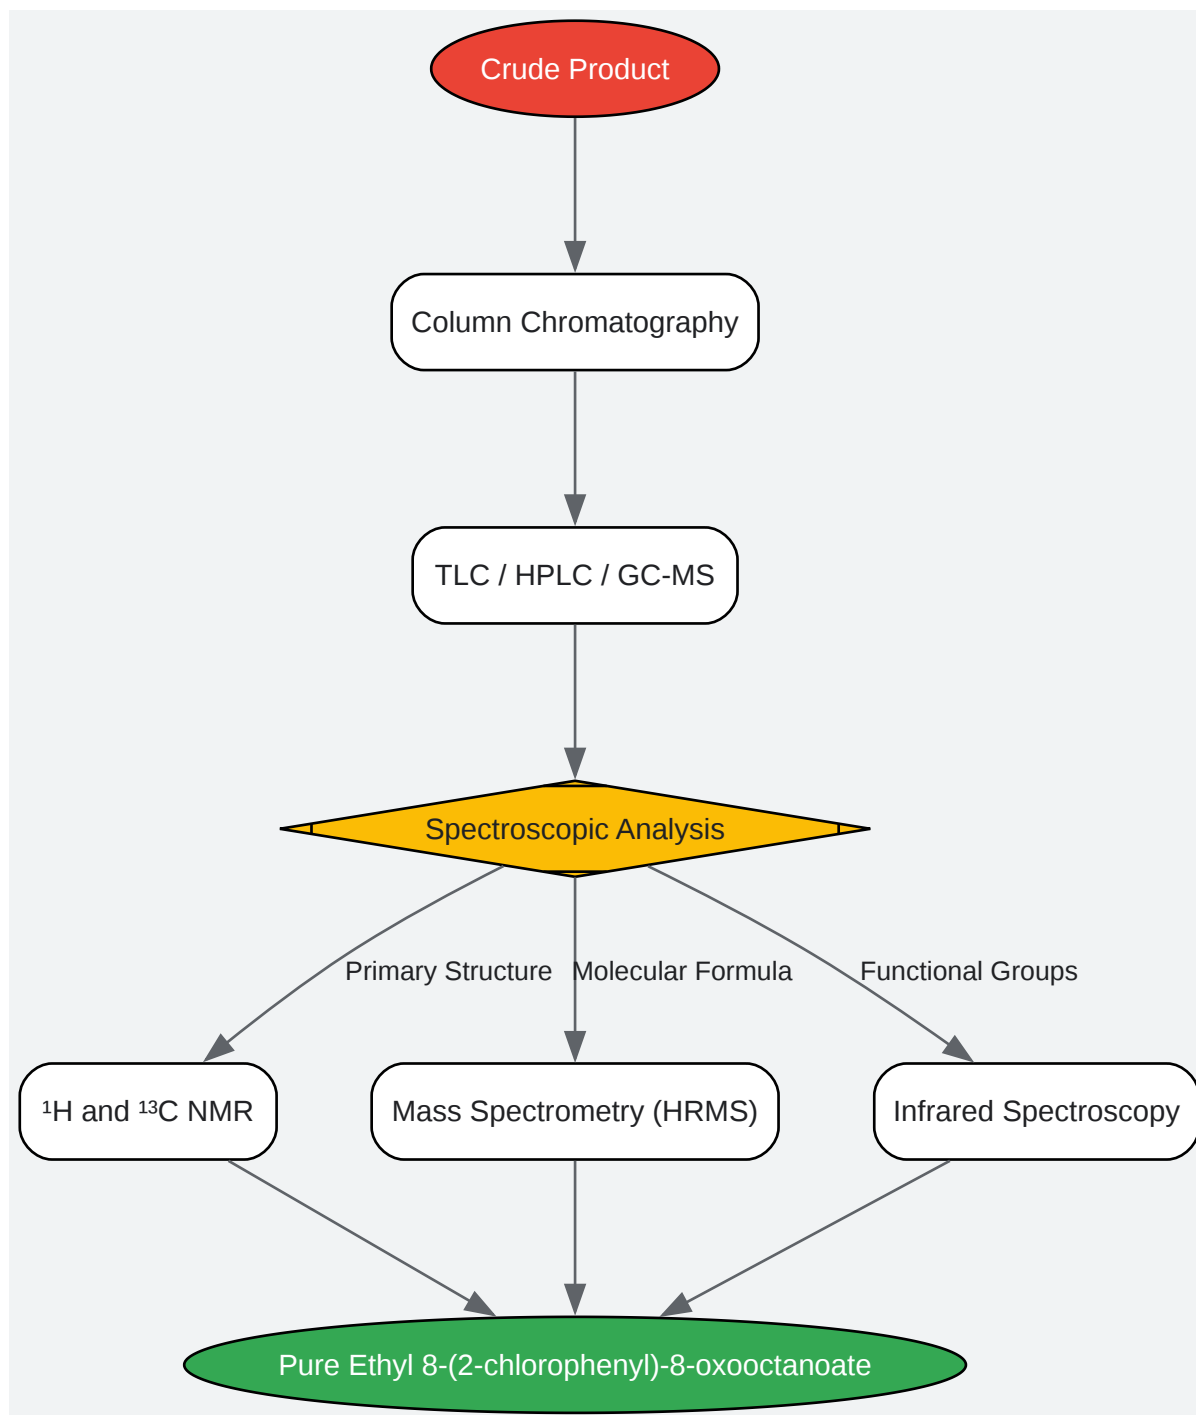 Crude Product
Column Chromatography
TLC / HPLC / GC-MS
Spectroscopic Analysis
Primary Structure
Molecular Formula
Functional Groups
¹H and ¹³C NMR
Mass Spectrometry (HRMS)
Infrared Spectroscopy
Pure Ethyl 8-(2-chlorophenyl)-8-oxooctanoate